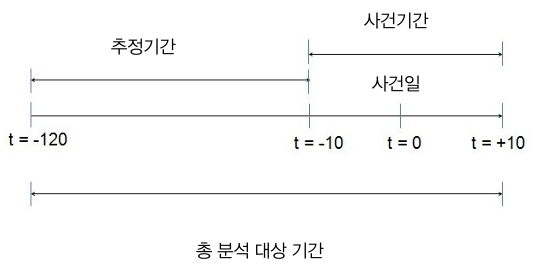 사건기간
추정기간
사건일
t = -120
t = -10
t = 0
t = +10
총 분석 대상 기간